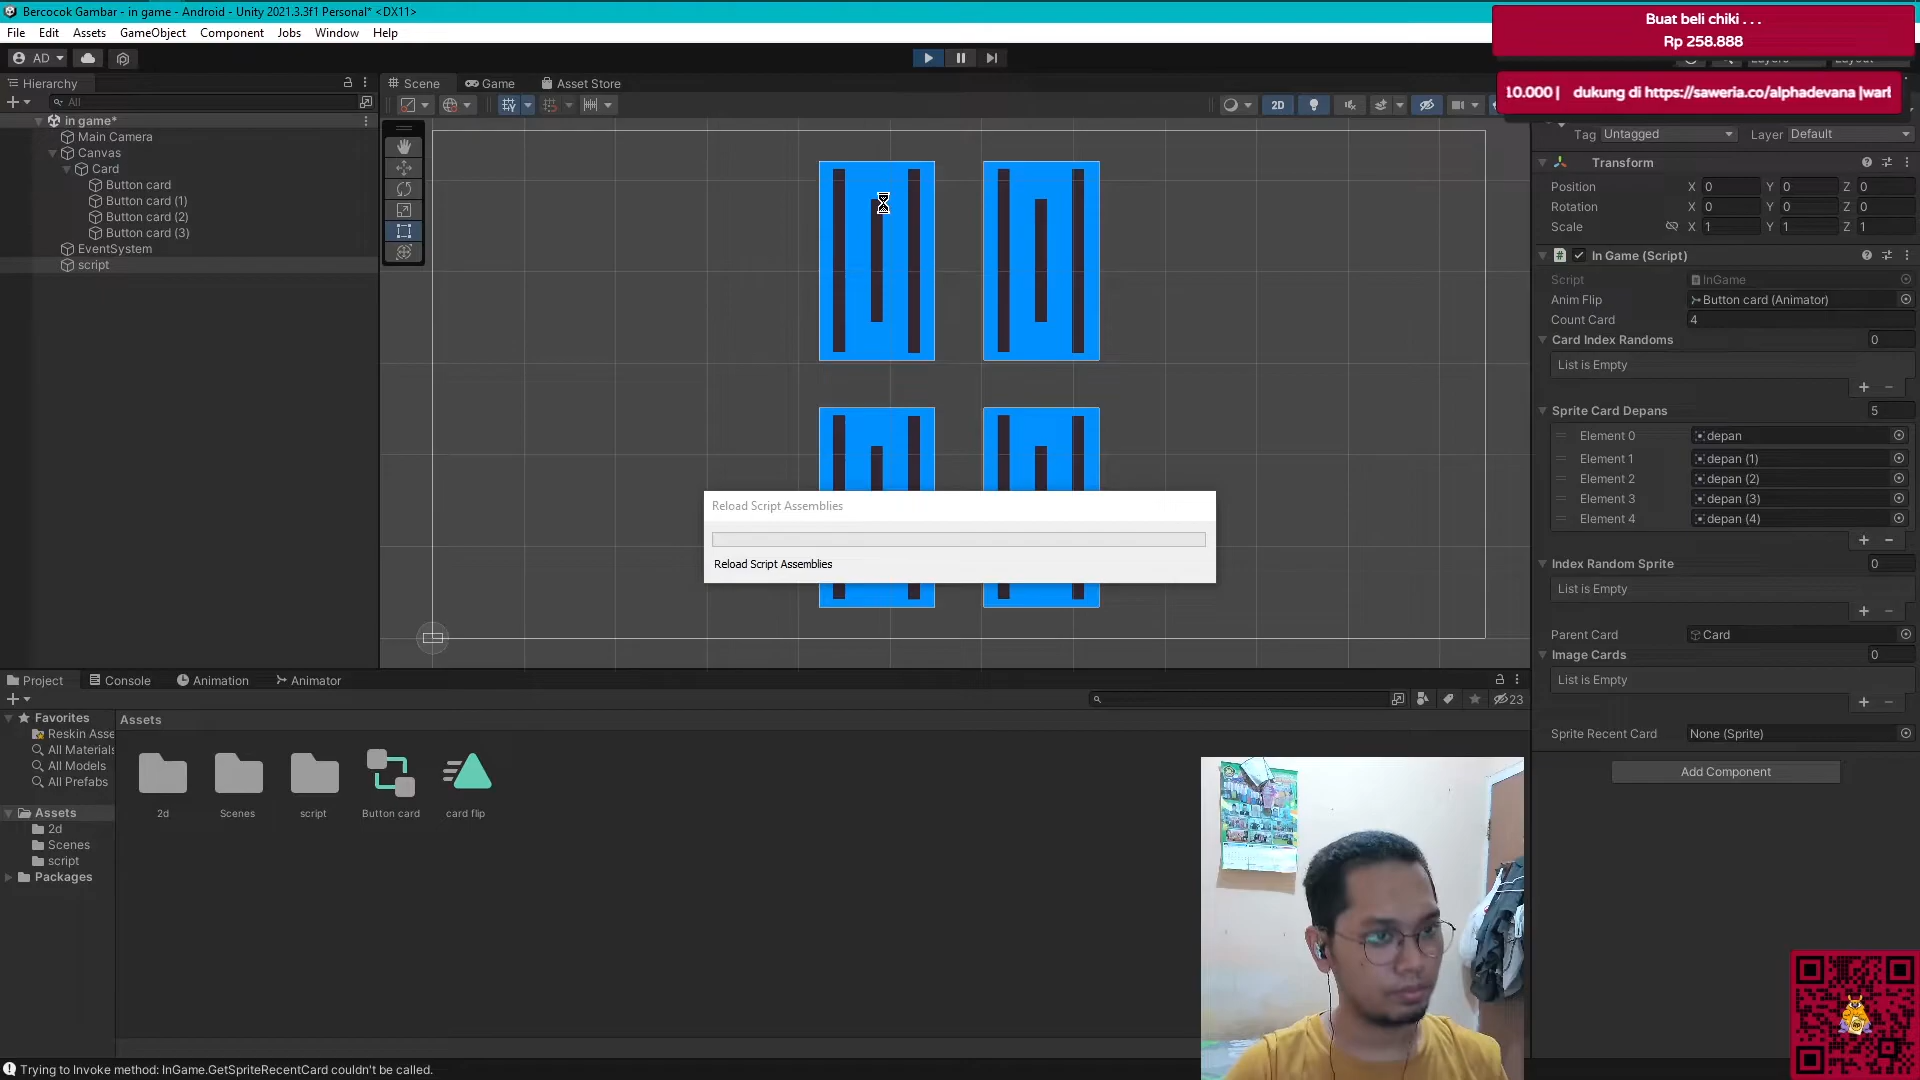 Bercocok Gambar - in game - Android - Unity 2021.3.3f1 Personal* <DX11>
File Edit Assets GameObject Component Jobs Window Help
Buat beli chiki . . .
Rp 258.888
AD
10.000 | dukung di https://saweria.co/alphadevana |warl
Hierarchy
Scene Game Asset Store
All
2D
in game*
Main Camera
Canvas
Card
Button card
Button card (1)
Button card (2)
Button card (3)
EventSystem
script
Tag Untagged Layer Default
Transform
Position X 0 Y 0 Z 0
Rotation X 0 Y 0 Z 0
Scale X 1 Y 1 Z 1
In Game (Script)
Script InGame
Anim Flip Button card (Animator)
Count Card 4
Card Index Randoms 0
List is Empty
Sprite Card Depans 5
Element 0 depan
Element 1 depan (1)
Element 2 depan (2)
Element 3 depan (3)
Element 4 depan (4)
Index Random Sprite 0
List is Empty
Parent Card Card
Image Cards 0
List is Empty
Sprite Recent Card None (Sprite)
Add Component
Reload Script Assemblies
Reload Script Assemblies
Project Console Animation Animator
23
Favorites
Reskin Asse
All Materials
All Models
All Prefabs
Assets
2d
Scenes
script
Packages
Assets
2d Scenes script Button card card flip
Trying to Invoke method: InGame.GetSpriteRecentCard couldn't be called.